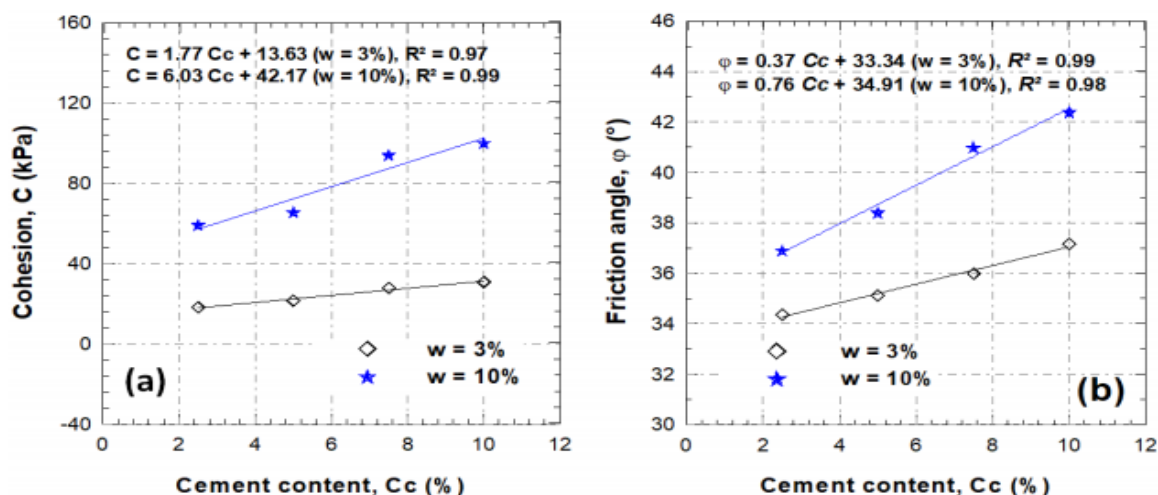 C = 1.77 Cc + 13.63 (w = 3%), R² = 0.97
C = 6.03 Cc + 42.17 (w = 10%), R² = 0.99
160
120
80
40
0
-40
Cohesion, C (kPa)
w = 3%
w = 10%
(a)
0 2 4 6 8 10 12
Cement content, Cc (%)
φ = 0.37 Cc + 33.34 (w = 3%), R² = 0.99
φ = 0.76 Cc + 34.91 (w = 10%), R² = 0.98
46
44
42
40
38
36
34
32
30
Friction angle, φ (°)
w = 3%
w = 10%
(b)
0 2 4 6 8 10 12
Cement content, Cc (%)